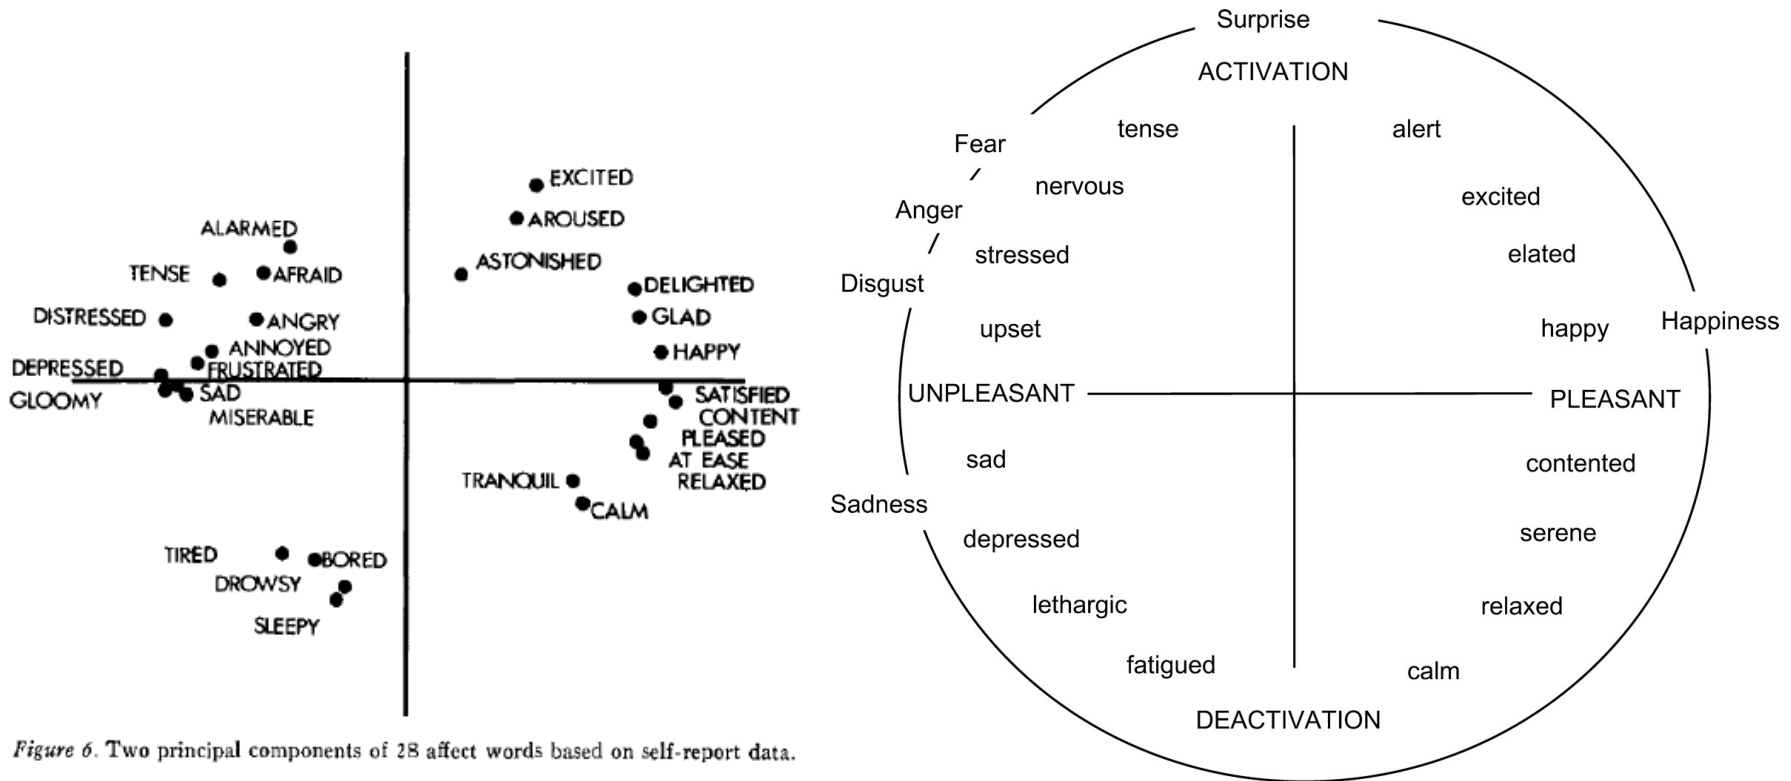 EXCITED
ALARMED
AROUSED
TENSE
AFRAID
ASTONISHED
DELIGHTED
DISTRESSED
ANGRY
GLAD
ANNOYED
HAPPY
DEPRESSED
FRUSTRATED
GLOOMY
SAD
SATISFIED
MISERABLE
CONTENT
PLEASED
AT EASE
TRANQUIL
RELAXED
CALM
TIRED
BORED
DROWSY
SLEEPY
Figure 6. Two principal components of 28 affect words based on self-report data.
Surprise
ACTIVATION
tense
alert
Fear
nervous
excited
Anger
stressed
elated
Disgust
upset
happy
Happiness
UNPLEASANT
PLEASANT
sad
contented
Sadness
depressed
serene
lethargic
relaxed
fatigued
calm
DEACTIVATION